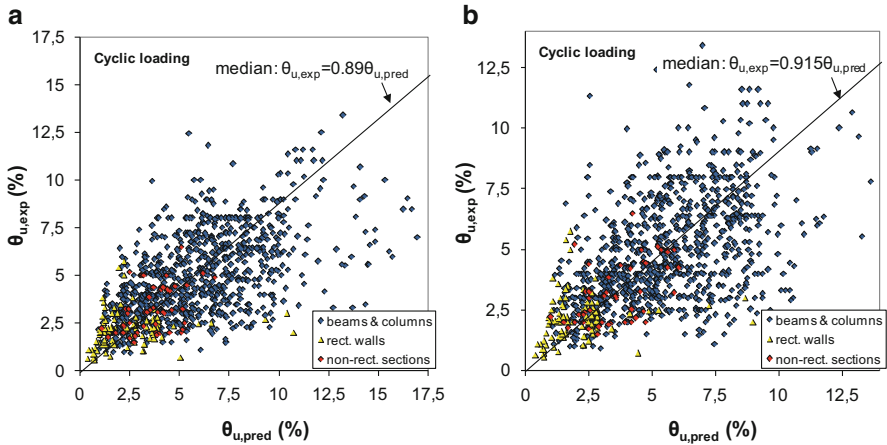 a
17,5
15
12,5
10
7,5
5
2,5
0
θu,exp (%)
Cyclic loading
median: θu,exp=0.89θu,pred
beams & columns
rect. walls
non-rect. sections
0 2,5 5 7,5 10 12,5 15 17,5
θu,pred (%)
b
12,5
10
7,5
5
2,5
0
θu,exp (%)
Cyclic loading
median: θu,exp=0.915θu,pred
beams & columns
rect. walls
non-rect. sections
0 2,5 5 7,5 10 12,5
θu,pred (%)